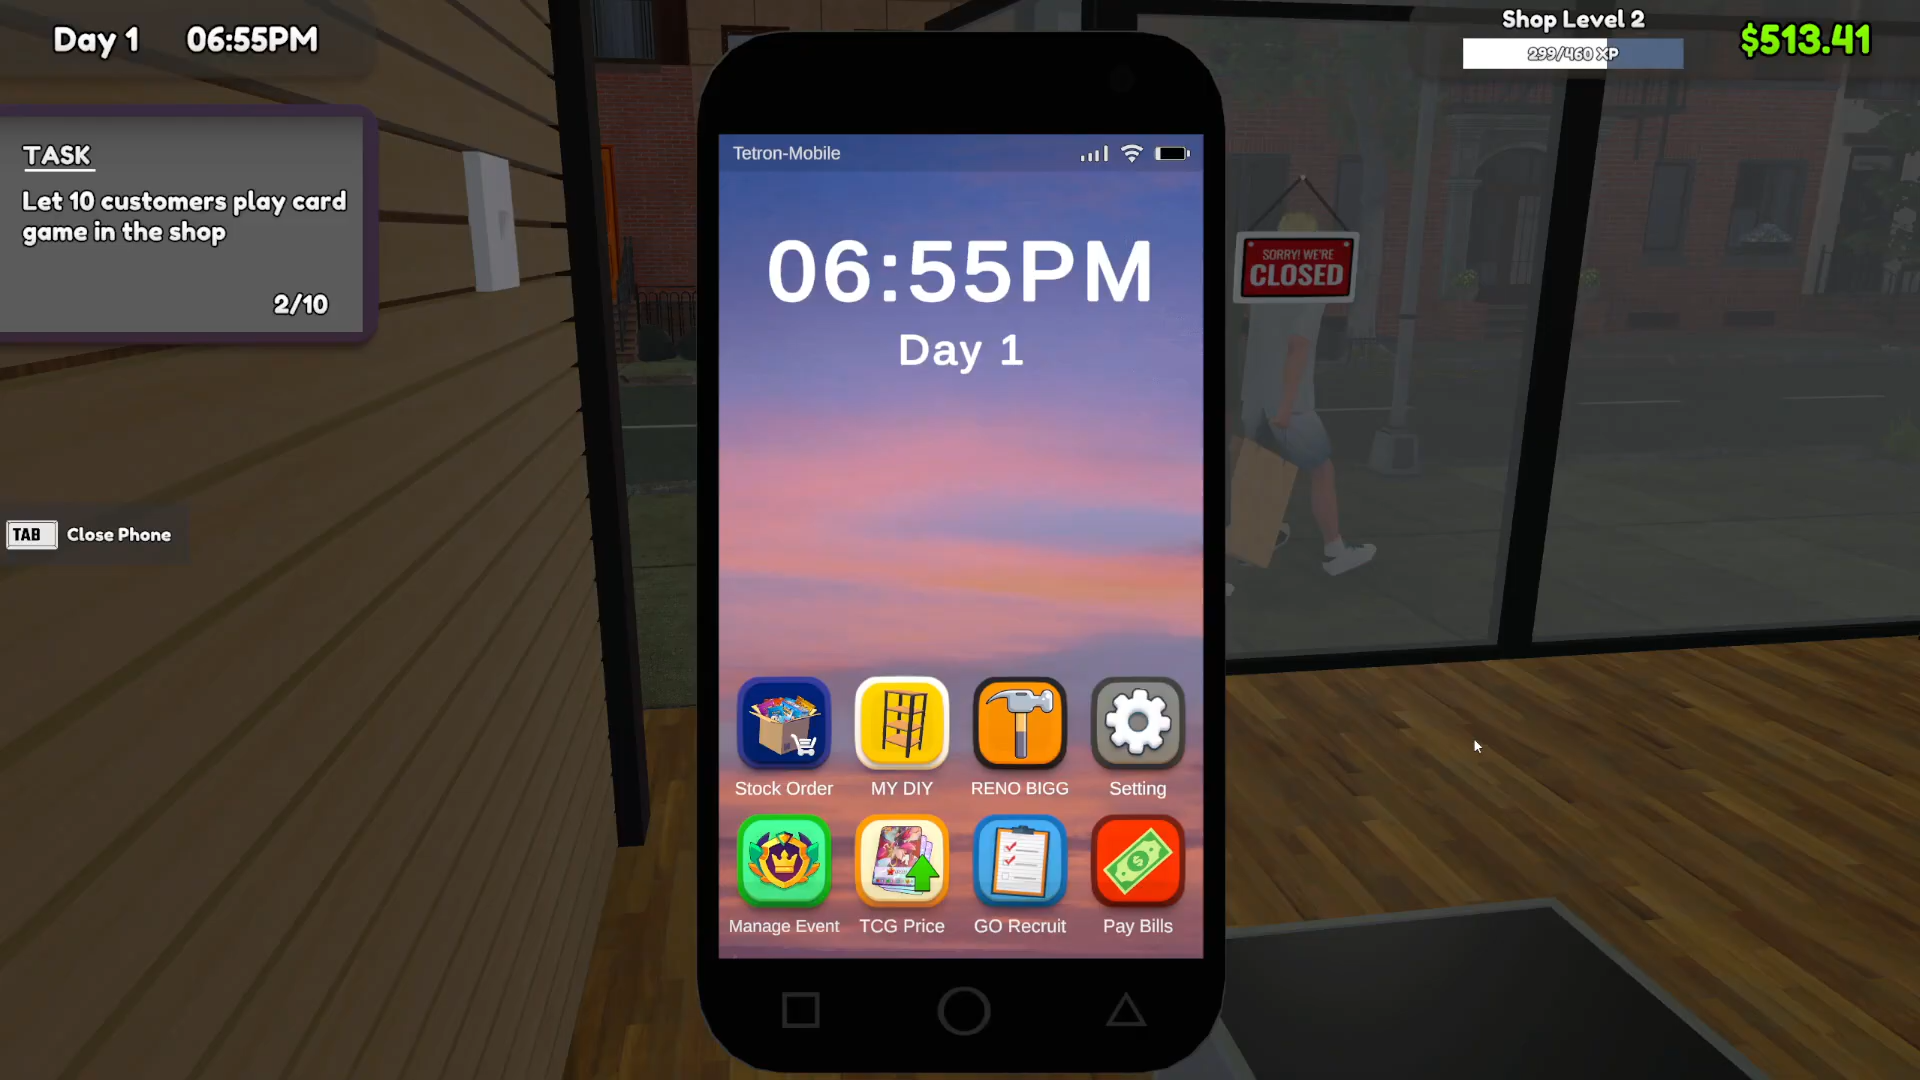 Day 1 06:55PM
Shop Level 2
299/460 XP
$513.41
TASK
Let 10 customers play card
game in the shop
2/10
TAB Close Phone
Tetron-Mobile
06:55PM
Day 1
SORRY! WE'RE
CLOSED
Stock Order MY DIY RENO BIGG Setting
Manage Event TCG Price GO Recruit Pay Bills